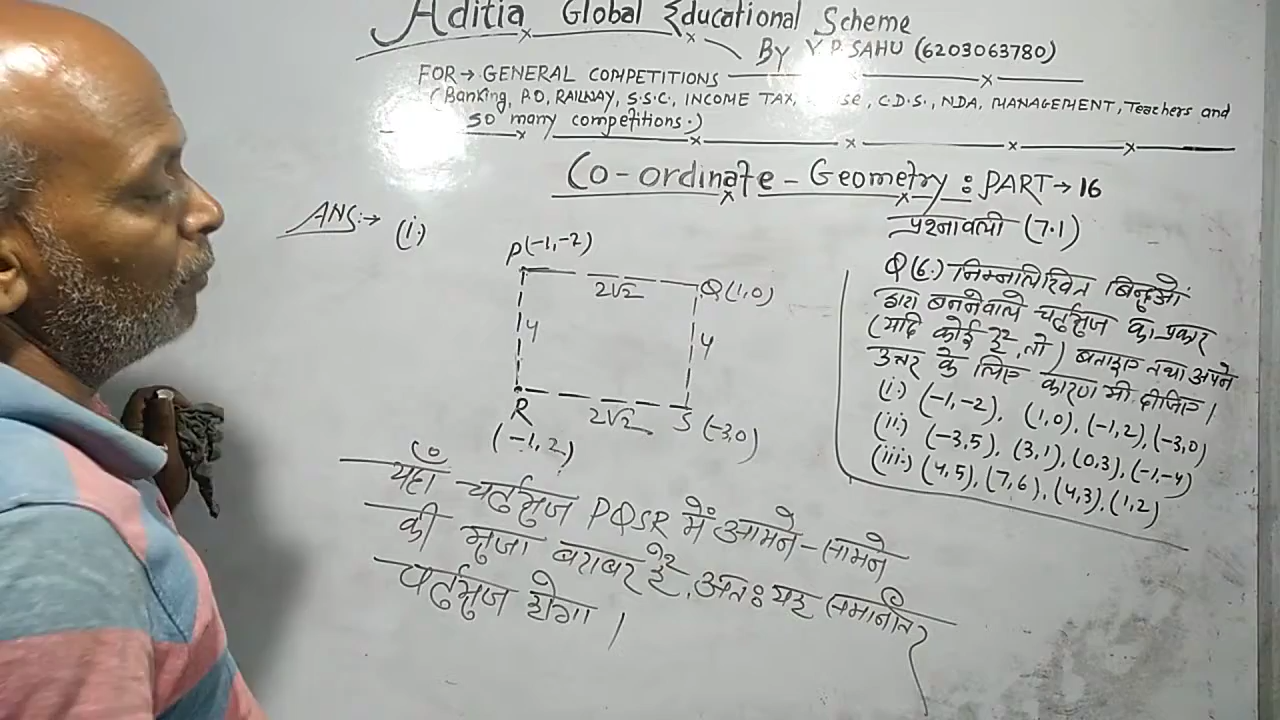 Aditia Global Educational Scheme
By Y.P. SAHU (6203063780)
FOR→ GENERAL COMPETITIONS
(Banking, P.O, RAILWAY, S.S.C., INCOME TAX, C.D.S., NDA, MANAGEMENT, Teachers and
so many competitions.)
Co-ordinate - Geometry : PART → 16
प्रश्नावली (7.1)
ANS:→ (i.)
P(-1,-2)
2√2
Q(1,0)
4
4
R
2√2
S (-3,0)
(-1,2)
यहाँ चर्तुभुज PQSR में आमने-सामने
की भुजा बराबर है, अतः यह समानांतर
चर्तुभुज होगा।
Q(6.) निम्नलिखित बिन्दुओं
द्वारा बननेवाले चर्तुभुज का प्रकार
(यदि कोई है, तो) बताइए तथा अपने
उत्तर के लिए कारण भी दीजिए।
(i.) (-1,-2), (1,0), (-1,2), (-3,0)
(ii.) (-3,5), (3,1), (0,3), (-1,-4)
(iii.) (4,5), (7,6), (4,3), (1,2)